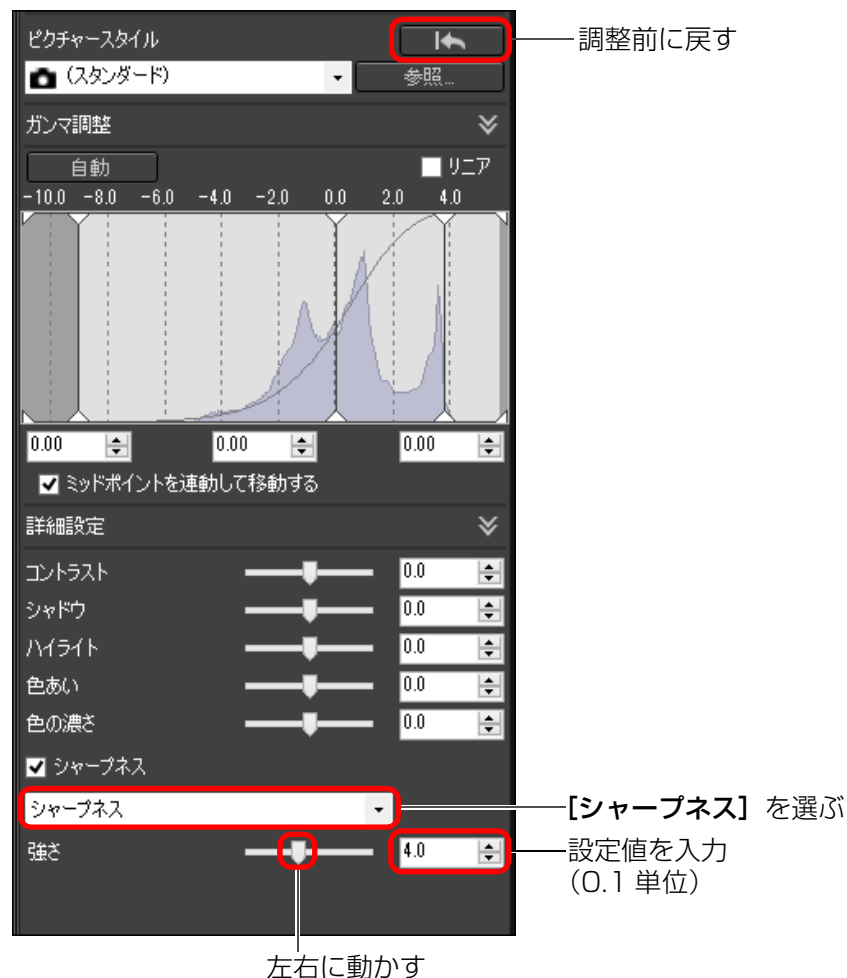 ピクチャースタイル
調整前に戻す
(スタンダード)
参照...
ガンマ調整
自動
リニア
-10.0 -8.0 -6.0 -4.0 -2.0 0.0 2.0 4.0
0.00 0.00 0.00
ミッドポイントを連動して移動する
詳細設定
コントラスト 0.0
シャドウ 0.0
ハイライト 0.0
色あい 0.0
色の濃さ 0.0
シャープネス
シャープネス
[シャープネス] を選ぶ
強さ 4.0
設定値を入力
(0.1 単位)
左右に動かす